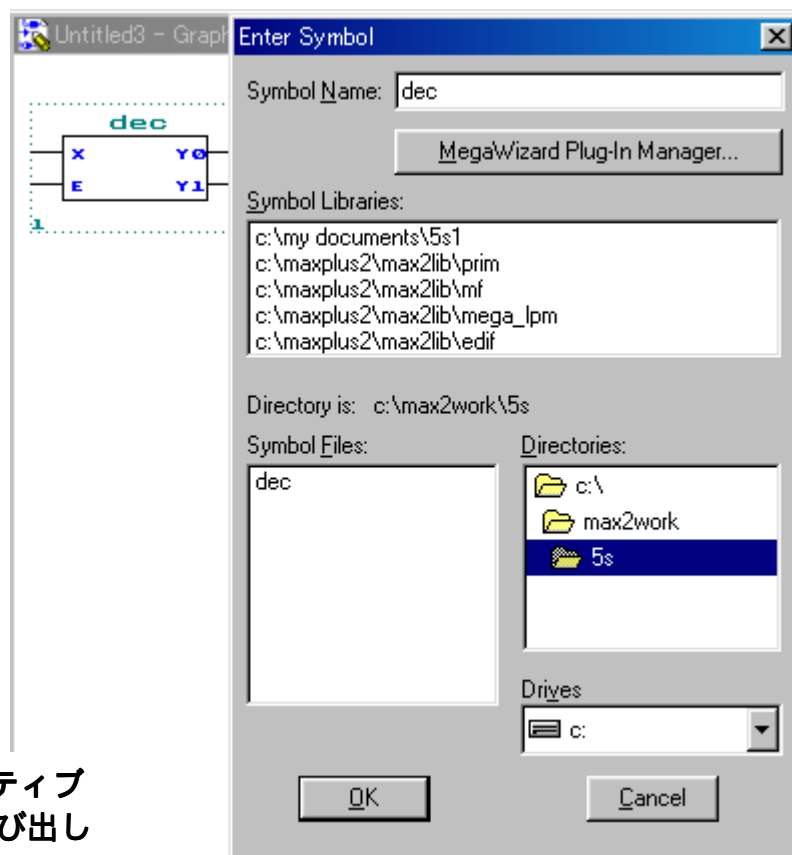 Untitled3 - Graph
Enter Symbol
dec
X Y0
E Y1
1
Symbol Name: dec
MegaWizard Plug-In Manager...
Symbol Libraries:
c:\my documents\5s1
c:\maxplus2\max2lib\prim
c:\maxplus2\max2lib\mf
c:\maxplus2\max2lib\mega_lpm
c:\maxplus2\max2lib\edif
Directory is: c:\max2work\5s
Symbol Files:
dec
Directories:
c:\
max2work
5s
Drives
c:
OK
Cancel
ティブ
び出し